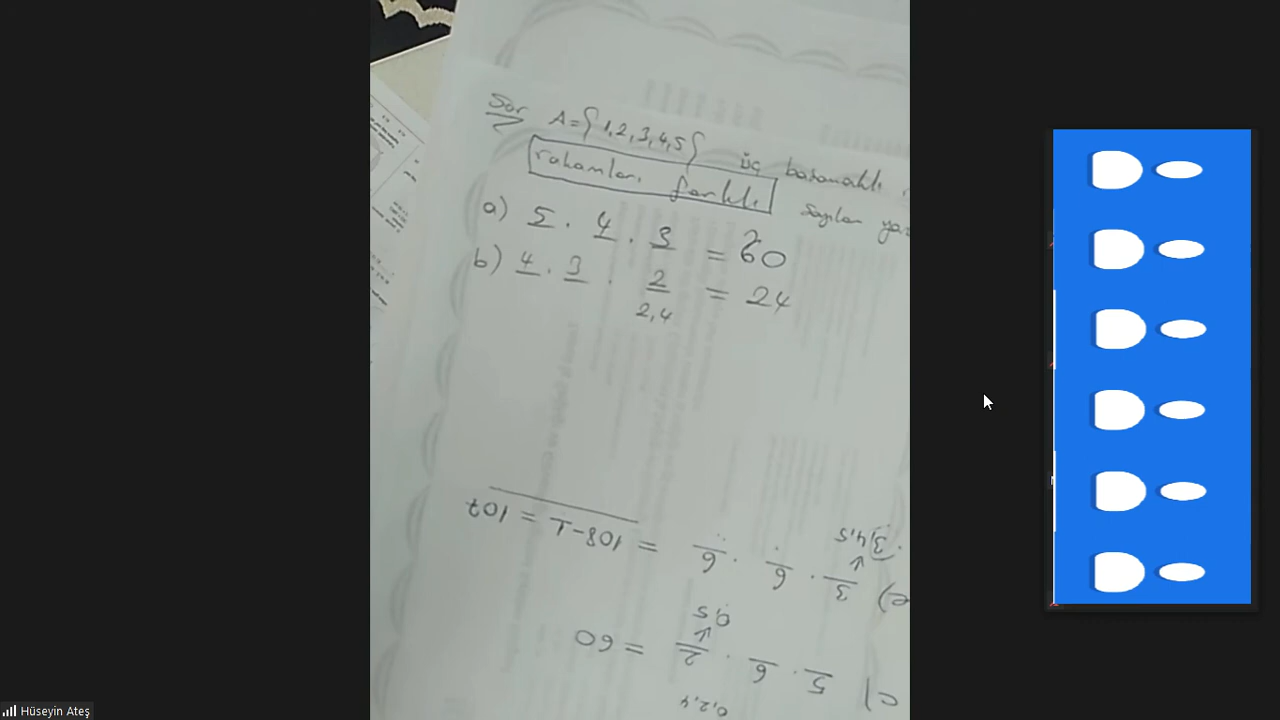 Sor A={1,2,3,4,5} üç basamaklı
rakamları farklı sayılar
a) 5 . 4 . 3 = 60
b) 4 . 3 . 2 = 24
2,4
0,2,4
c) 5 . 6 . 2 = 60
0,5
e) 3 . 6 . 6 = 108-1 = 107
3,4,5
Hüseyin Ateş